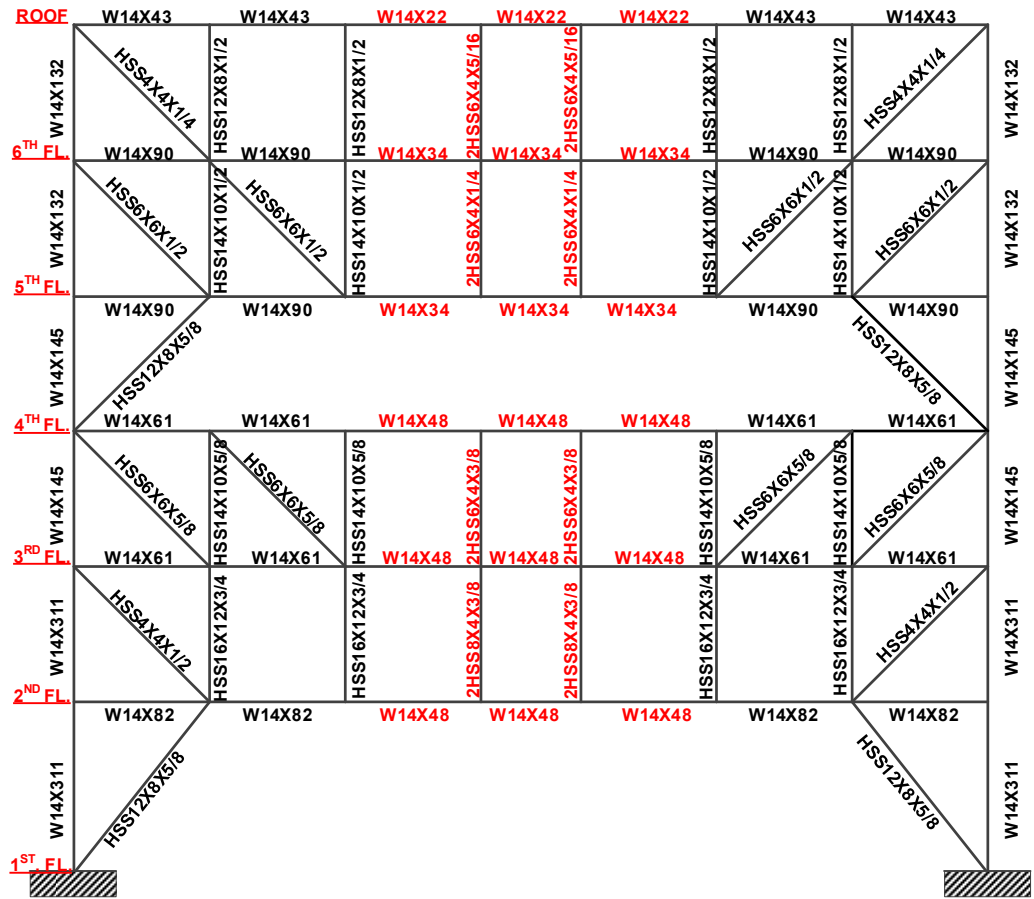 ROOF
W14X43 W14X43 W14X22 W14X22 W14X22 W14X43 W14X43
W14X132 HSS4X4X1/4 HSS12X8X1/2 HSS12X8X1/2 2HSS6X4X5/16 2HSS6X4X5/16 HSS12X8X1/2 HSS12X8X1/2 HSS4X4X1/4 W14X132
6TH FL.
W14X90 W14X90 W14X34 W14X34 W14X34 W14X90 W14X90
W14X132 HSS6X6X1/2 HSS14X10X1/2 HSS6X6X1/2 HSS14X10X1/2 2HSS6X4X1/4 2HSS6X4X1/4 HSS14X10X1/2 HSS6X6X1/2 HSS14X10X1/2 HSS6X6X1/2 W14X132
5TH FL.
W14X90 W14X90 W14X34 W14X34 W14X34 W14X90 W14X90
W14X145 HSS12X8X5/8 HSS12X8X5/8 W14X145
4TH FL.
W14X61 W14X61 W14X48 W14X48 W14X48 W14X61 W14X61
W14X145 HSS6X6X5/8 HSS14X10X5/8 HSS6X6X5/8 HSS14X10X5/8 2HSS6X4X3/8 2HSS6X4X3/8 HSS14X10X5/8 HSS6X6X5/8 HSS14X10X5/8 HSS6X6X5/8 W14X145
3RD FL.
W14X61 W14X61 W14X48 W14X48 W14X48 W14X61 W14X61
W14X311 HSS4X4X1/2 HSS16X12X3/4 HSS16X12X3/4 2HSS8X4X3/8 2HSS8X4X3/8 HSS16X12X3/4 HSS16X12X3/4 HSS4X4X1/2 W14X311
2ND FL.
W14X82 W14X82 W14X48 W14X48 W14X48 W14X82 W14X82
W14X311 HSS12X8X5/8 HSS12X8X5/8 W14X311
1ST. FL.